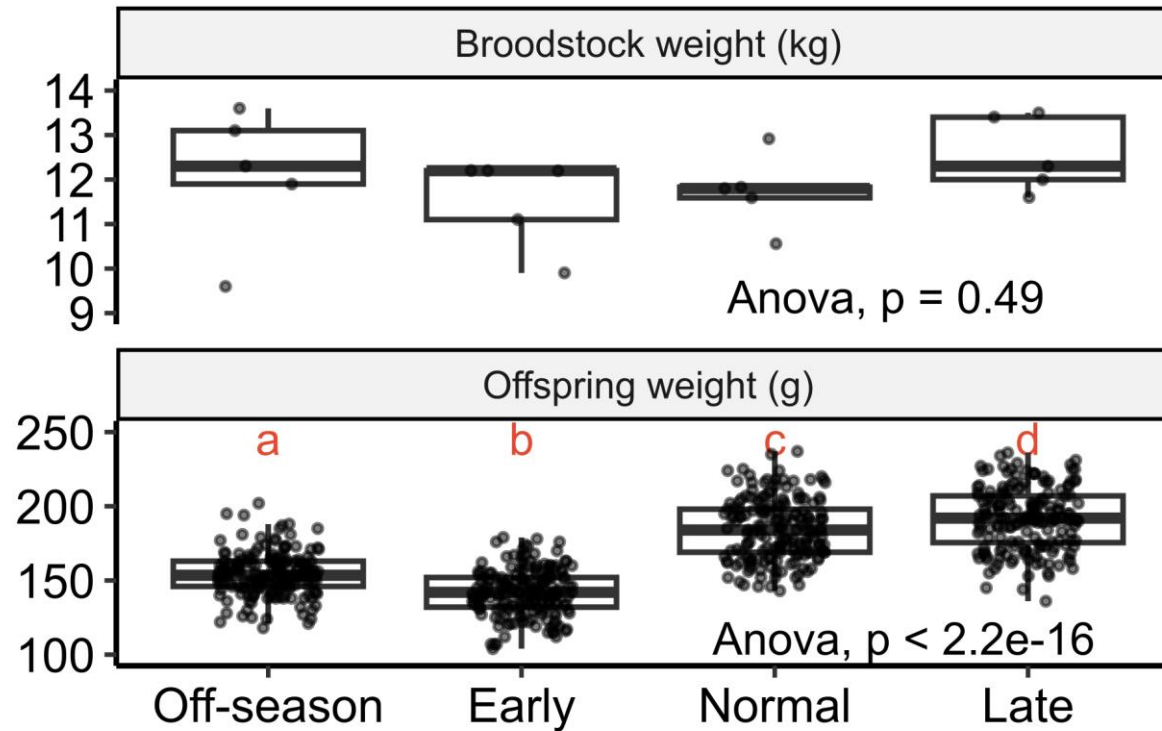 Broodstock weight (kg)
14
13
12
11
10
9
Anova, p = 0.49
Offspring weight (g)
250
200
150
100
a b c d
Anova, p < 2.2e-16
Off-season Early Normal Late